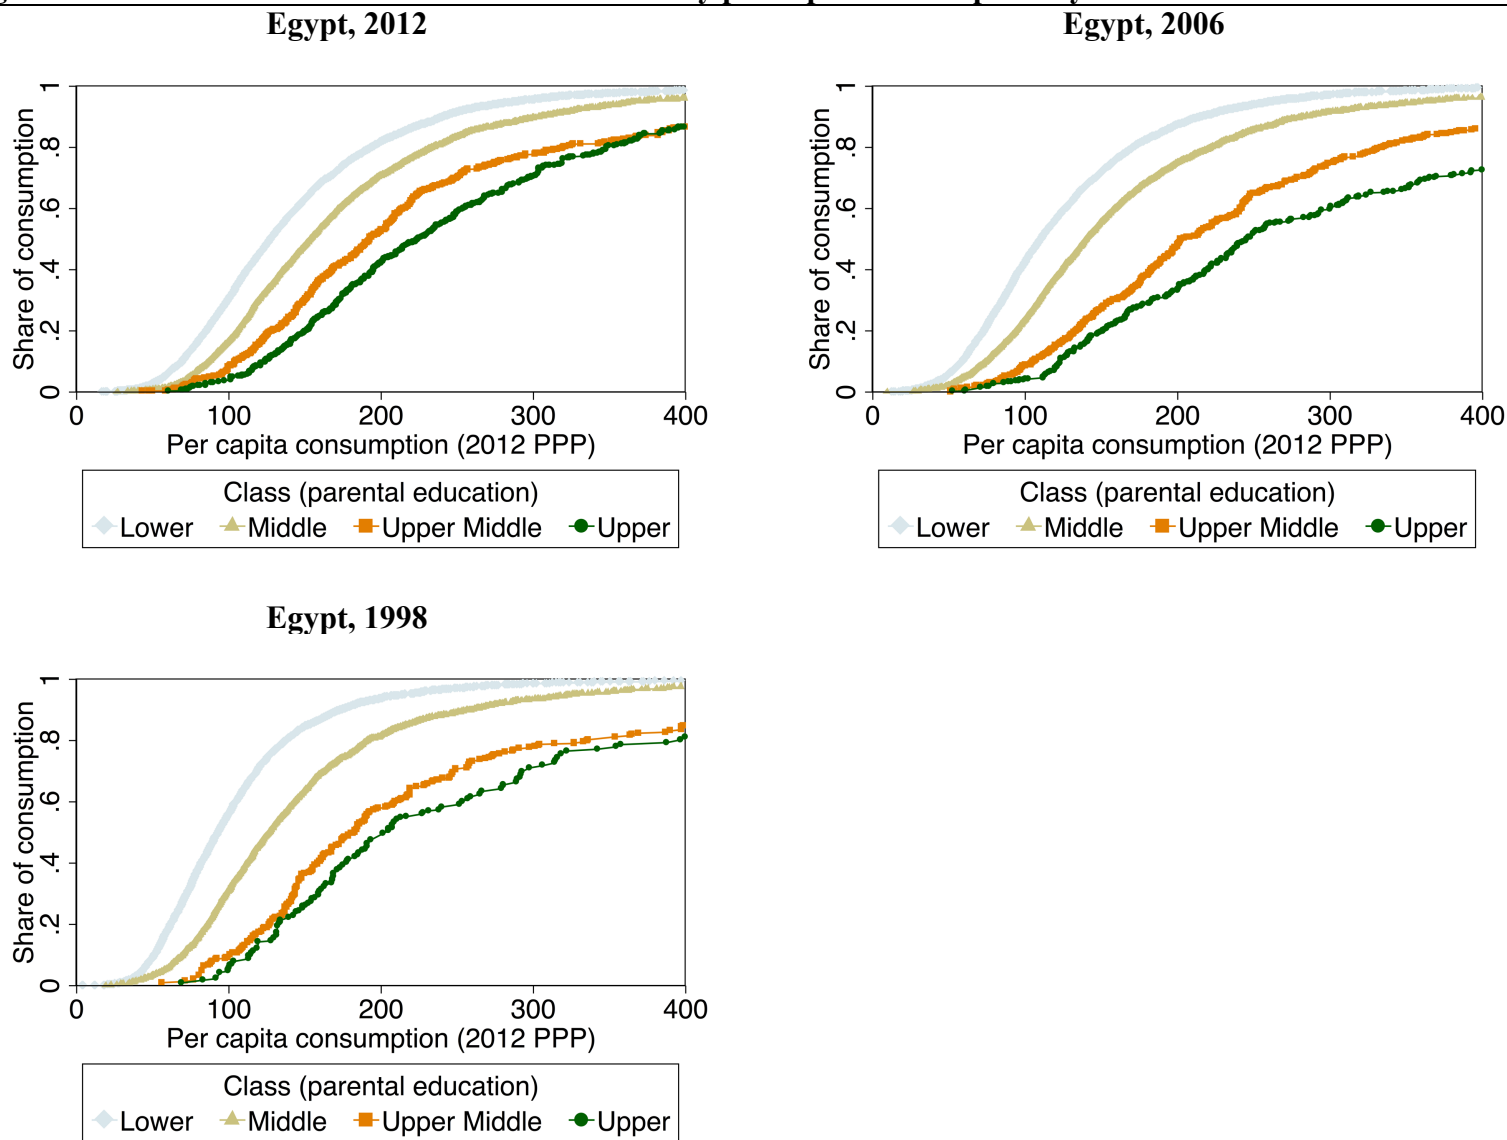 Egypt, 2012
Share of consumption
0 .2 .4 .6 .8 1
0 100 200 300 400
Per capita consumption (2012 PPP)
Class (parental education)
Lower Middle Upper Middle Upper
Egypt, 2006
Share of consumption
0 .2 .4 .6 .8 1
0 100 200 300 400
Per capita consumption (2012 PPP)
Class (parental education)
Lower Middle Upper Middle Upper
Egypt, 1998
Share of consumption
0 .2 .4 .6 .8 1
0 100 200 300 400
Per capita consumption (2012 PPP)
Class (parental education)
Lower Middle Upper Middle Upper